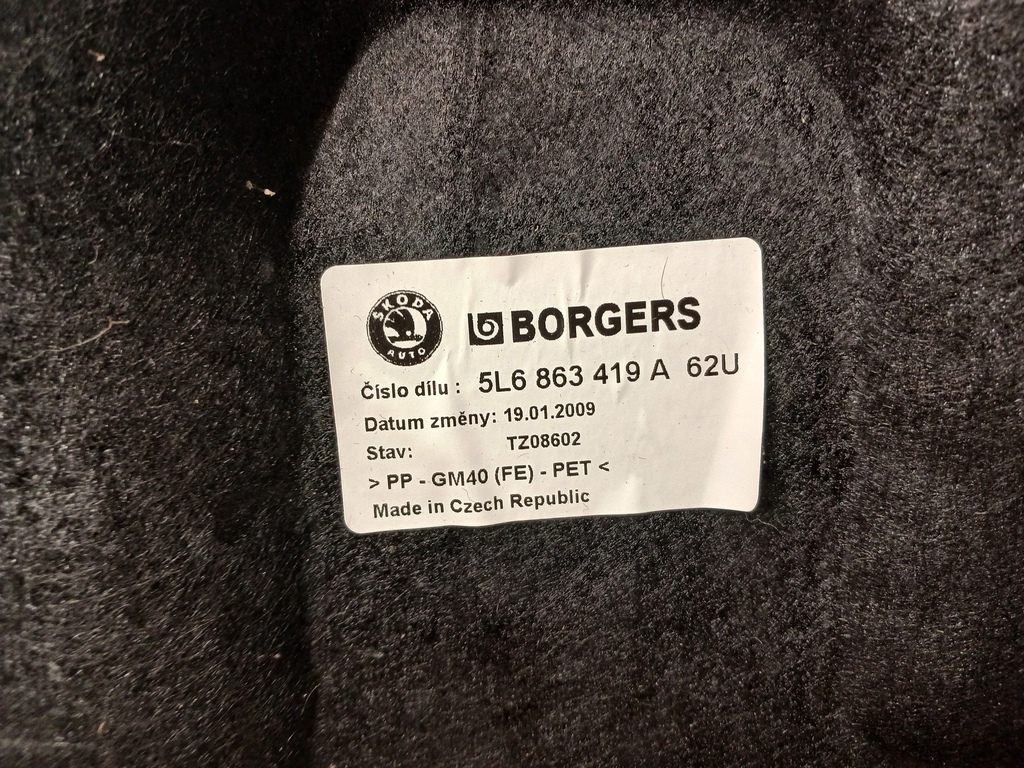 ŠKODA
AUTO
BORGERS
Číslo dílu : 5L6 863 419 A 62U
Datum změny: 19.01.2009
Stav: TZ08602
> PP - GM40 (FE) - PET <
Made in Czech Republic